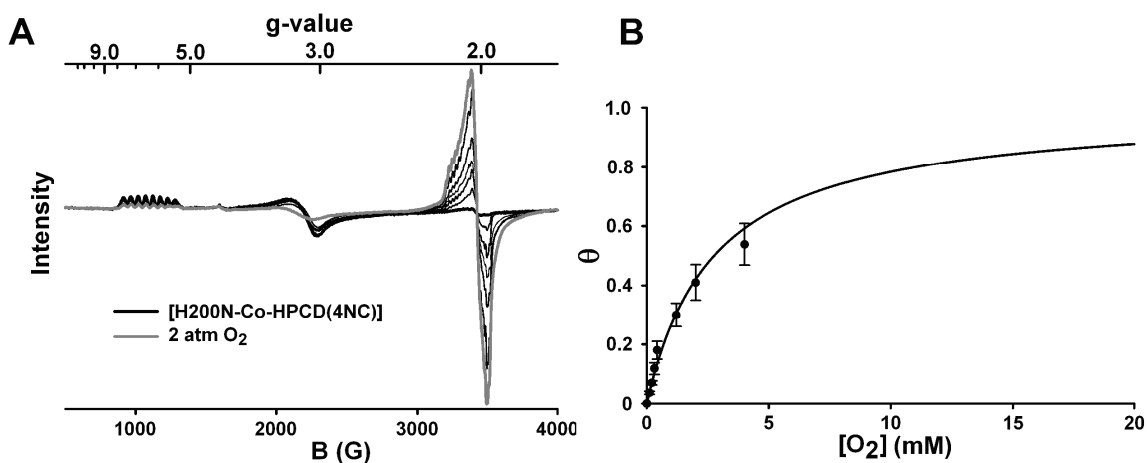 A
g-value
9.0 5.0 3.0 2.0
Intensity
[H200N-Co-HPCD(4NC)]
2 atm O2
1000 2000 3000 4000
B (G)
B
1.0
0.8
0.6
0.4
0.2
0
θ
0 5 10 15 20
[O2] (mM)